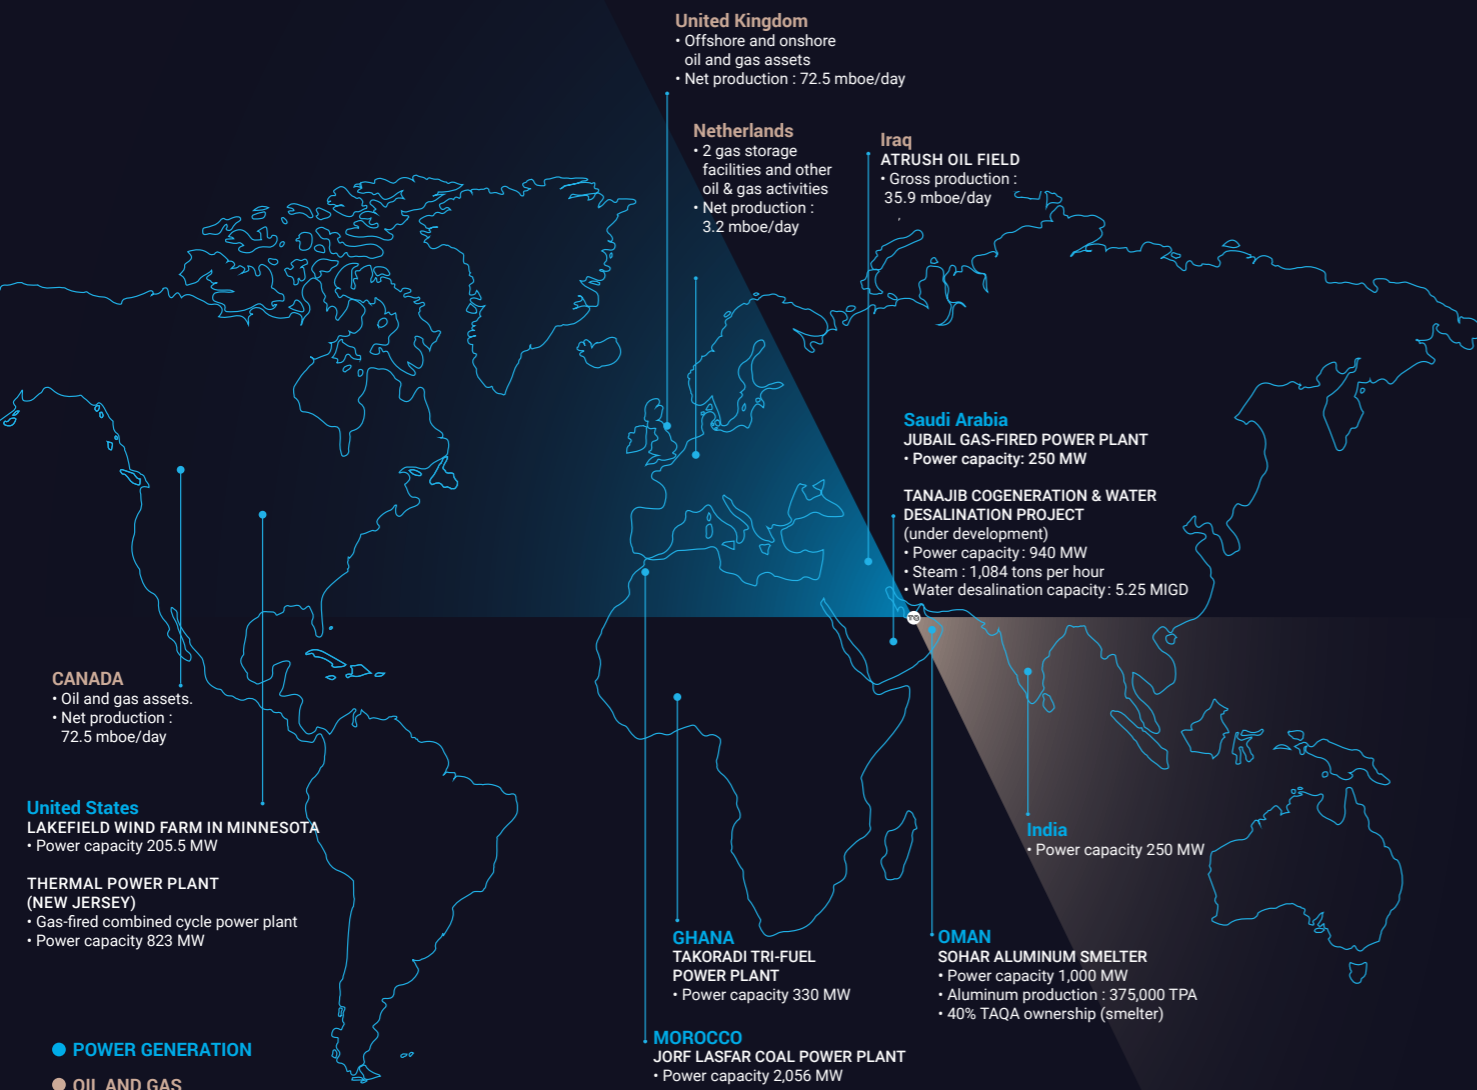 United Kingdom
• Offshore and onshore
oil and gas assets
• Net production : 72.5 mboe/day
Netherlands
• 2 gas storage
facilities and other
oil & gas activities
• Net production :
3.2 mboe/day
Iraq
ATRUSH OIL FIELD
• Gross production :
35.9 mboe/day
Saudi Arabia
JUBAIL GAS-FIRED POWER PLANT
• Power capacity: 250 MW
TANAJIB COGENERATION & WATER
DESALINATION PROJECT
(under development)
• Power capacity : 940 MW
• Steam : 1,084 tons per hour
• Water desalination capacity : 5.25 MIGD
CANADA
• Oil and gas assets.
• Net production :
72.5 mboe/day
United States
LAKEFIELD WIND FARM IN MINNESOTA
• Power capacity 205.5 MW
THERMAL POWER PLANT
(NEW JERSEY)
• Gas-fired combined cycle power plant
• Power capacity 823 MW
India
• Power capacity 250 MW
GHANA
TAKORADI TRI-FUEL
POWER PLANT
• Power capacity 330 MW
OMAN
SOHAR ALUMINUM SMELTER
• Power capacity 1,000 MW
• Aluminum production : 375,000 TPA
• 40% TAQA ownership (smelter)
MOROCCO
JORF LASFAR COAL POWER PLANT
• Power capacity 2,056 MW
POWER GENERATION
OIL AND GAS